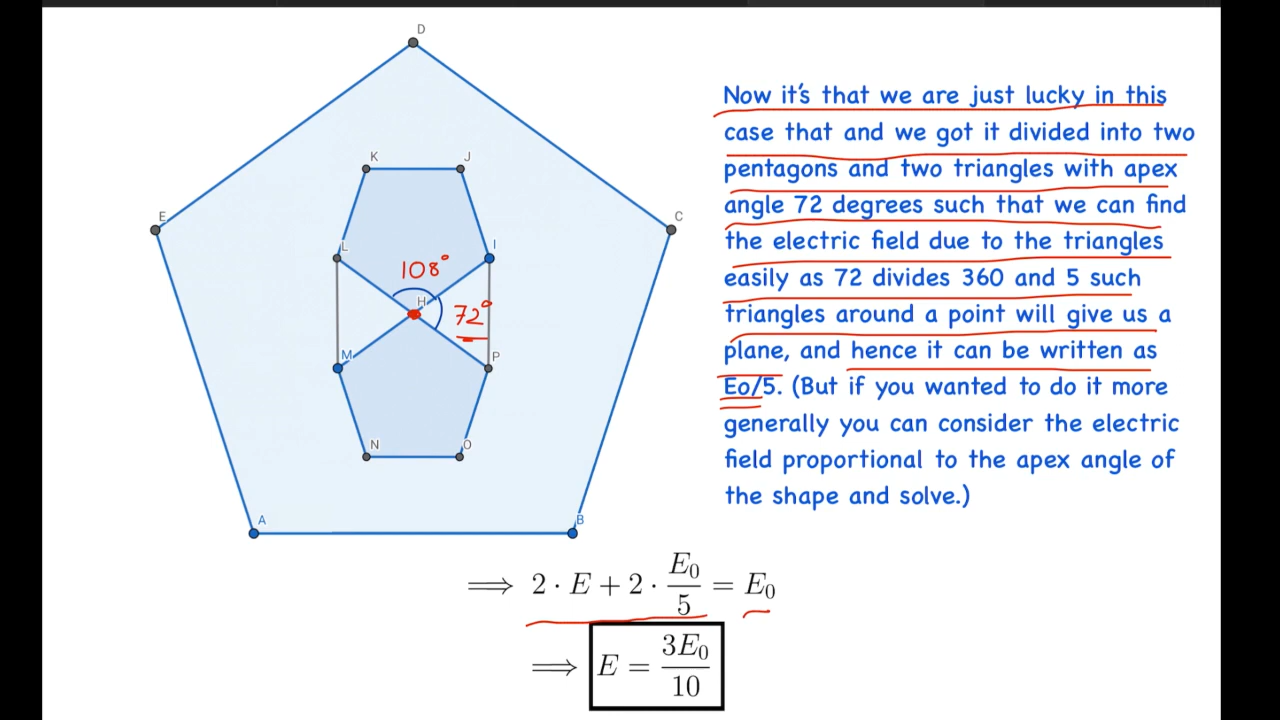 D
Now it's that we are just lucky in this
case that and we got it divided into two
pentagons and two triangles with apex
angle 72 degrees such that we can find
the electric field due to the triangles
easily as 72 divides 360 and 5 such
triangles around a point will give us a
plane, and hence it can be written as
Eo/5. (But if you wanted to do it more
generally you can consider the electric
field proportional to the apex angle of
the shape and solve.)
K J
E C
L I
108°
H 72°
M P
N O
A B
⟹ 2 · E + 2 · E₀/5 = E₀
⟹ E = 3E₀/10